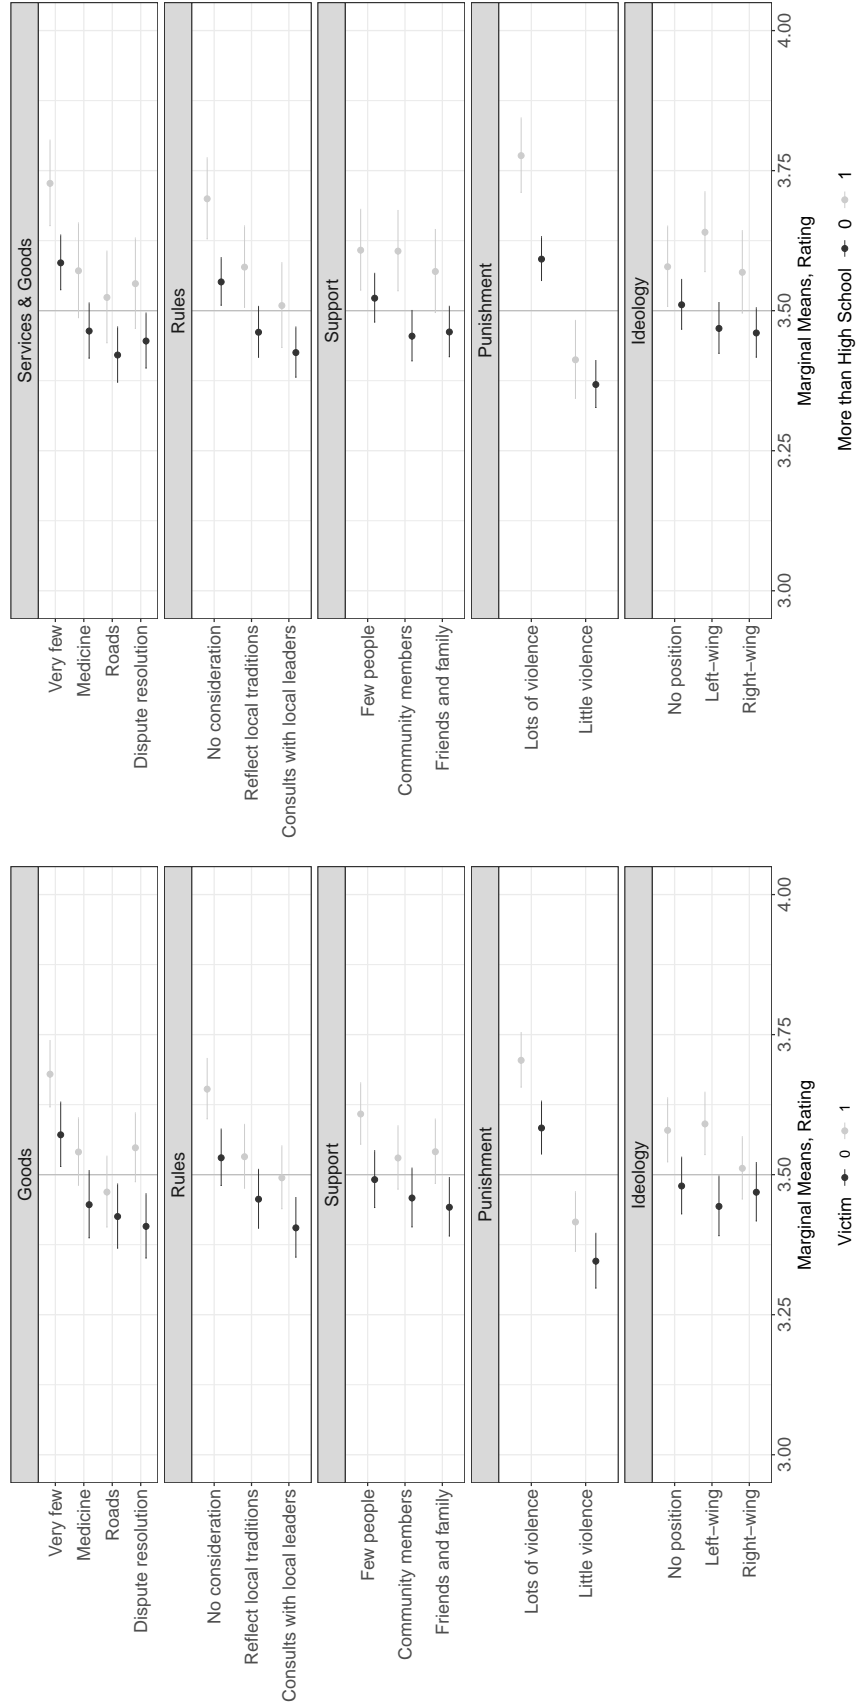 Goods
Very few
Medicine
Roads
Dispute resolution
Rules
No consideration
Reflect local traditions
Consults with local leaders
Support
Few people
Community members
Friends and family
Punishment
Lots of violence
Little violence
Ideology
No position
Left−wing
Right−wing
3.00 3.25 3.50 3.75 4.00
Marginal Means, Rating
Victim 0 1
Services & Goods
Very few
Medicine
Roads
Dispute resolution
Rules
No consideration
Reflect local traditions
Consults with local leaders
Support
Few people
Community members
Friends and family
Punishment
Lots of violence
Little violence
Ideology
No position
Left−wing
Right−wing
3.00 3.25 3.50 3.75 4.00
Marginal Means, Rating
More than High School 0 1